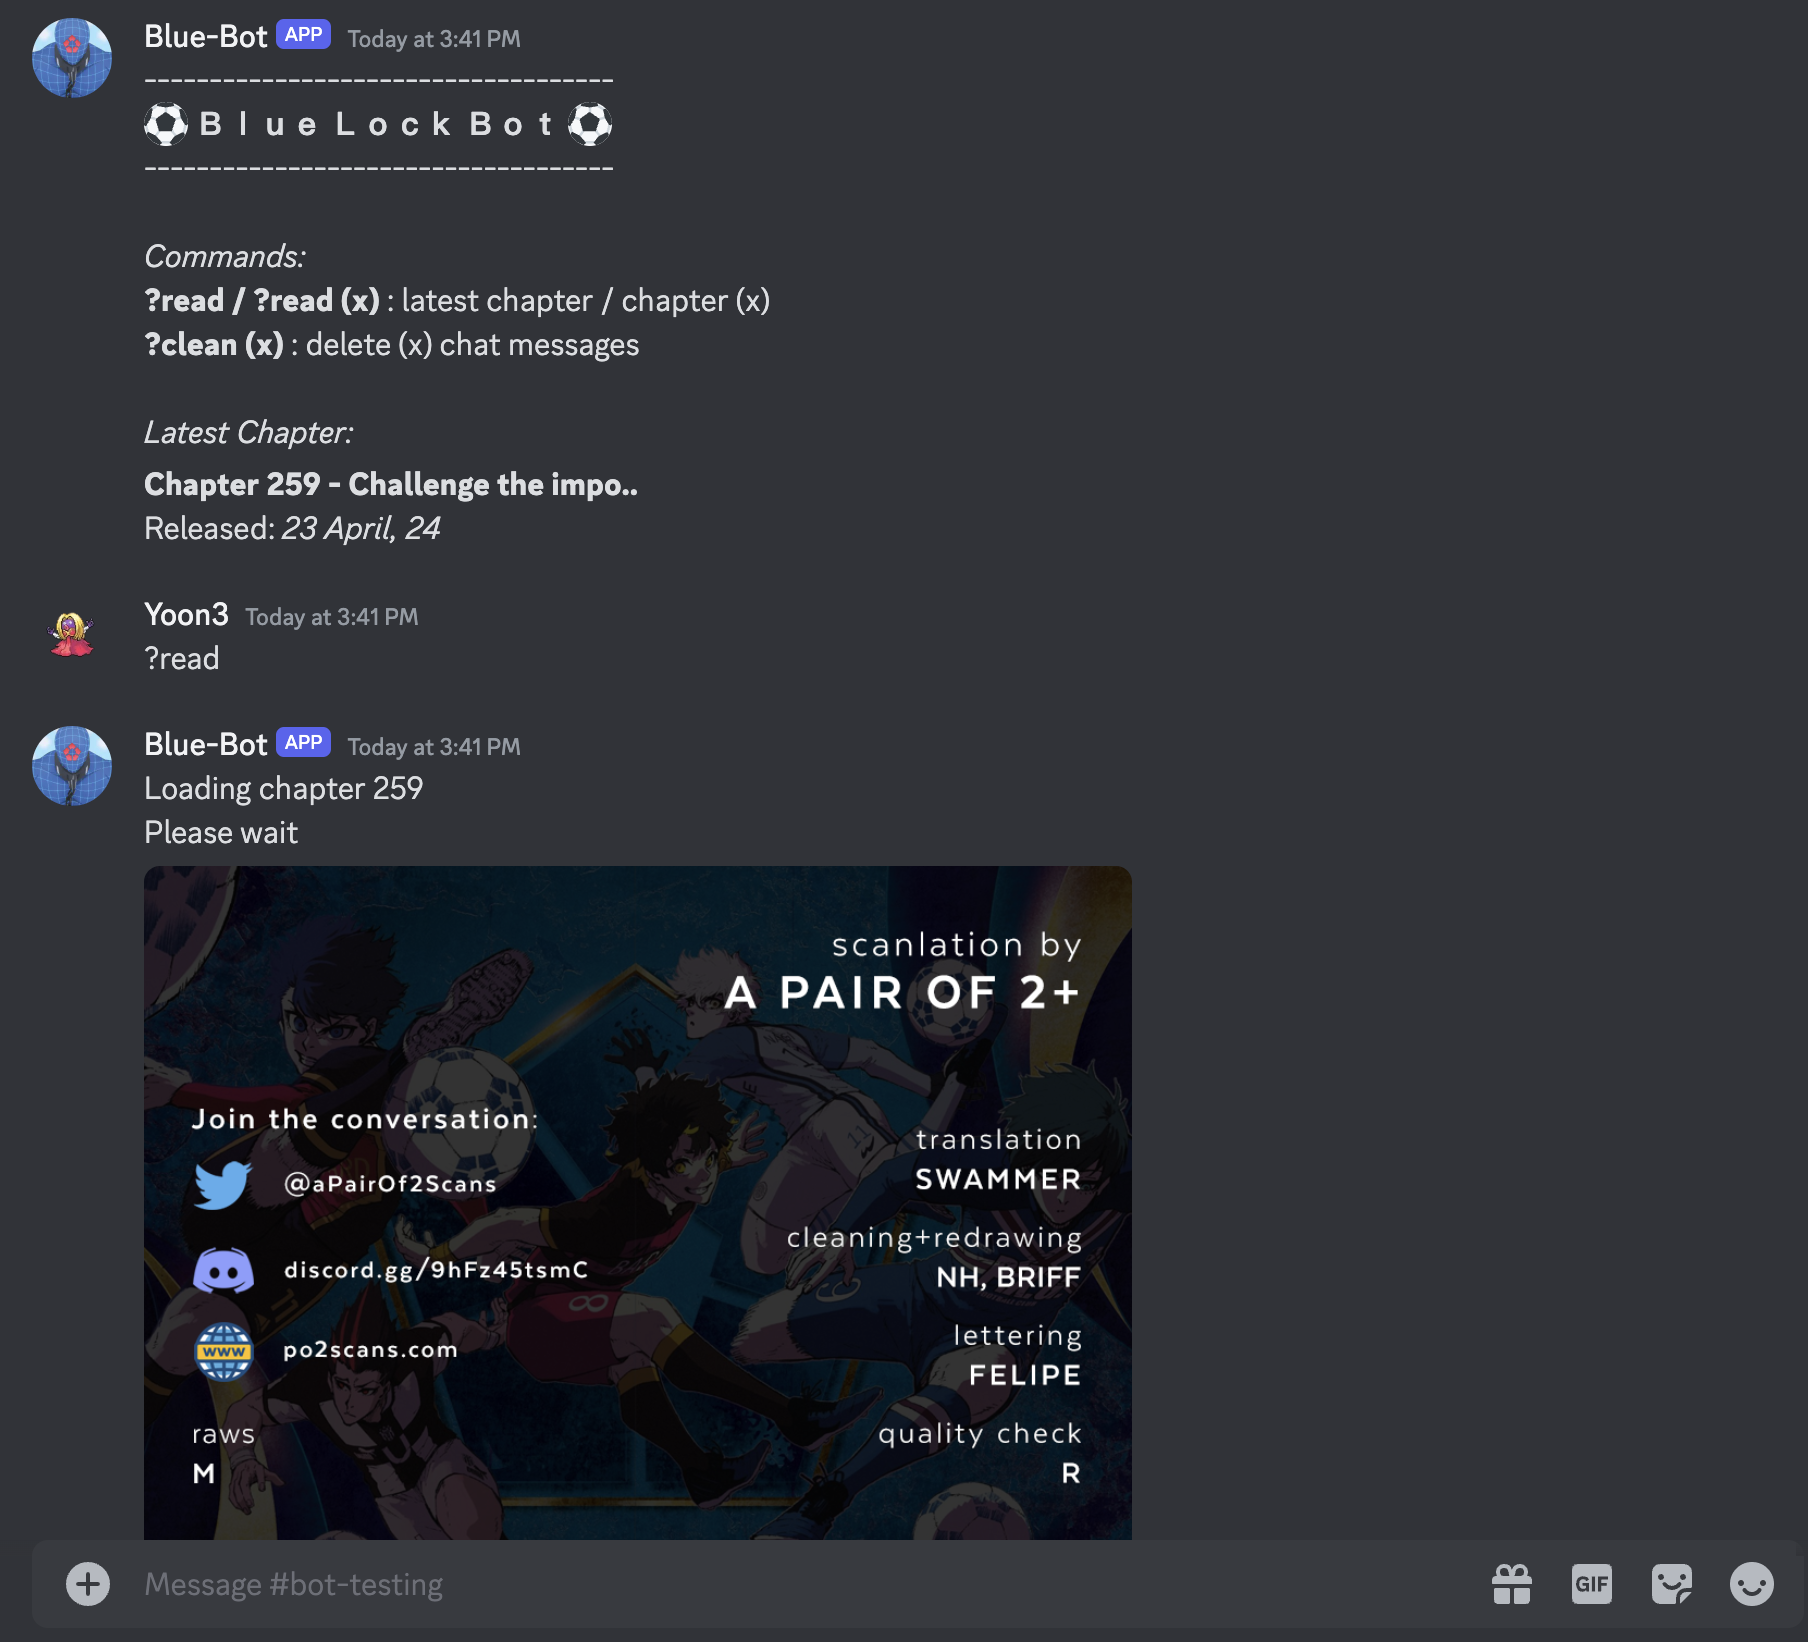 Blue-Bot APP Today at 3:41 PM
------------------------------------
⚽ B l u e L o c k B o t ⚽
------------------------------------
Commands:
?read / ?read (x) : latest chapter / chapter (x)
?clean (x) : delete (x) chat messages
Latest Chapter:
Chapter 259 - Challenge the impo..
Released: 23 April, 24
Yoon3 Today at 3:41 PM
?read
Blue-Bot APP Today at 3:41 PM
Loading chapter 259
Please wait
scanlation by
A PAIR OF 2+
Join the conversation:
@aPairOf2Scans
discord.gg/9hFz45tsmC
www po2scans.com
raws
M
translation
SWAMMER
cleaning+redrawing
NH, BRIFF
lettering
FELIPE
quality check
R
Message #bot-testing
GIF